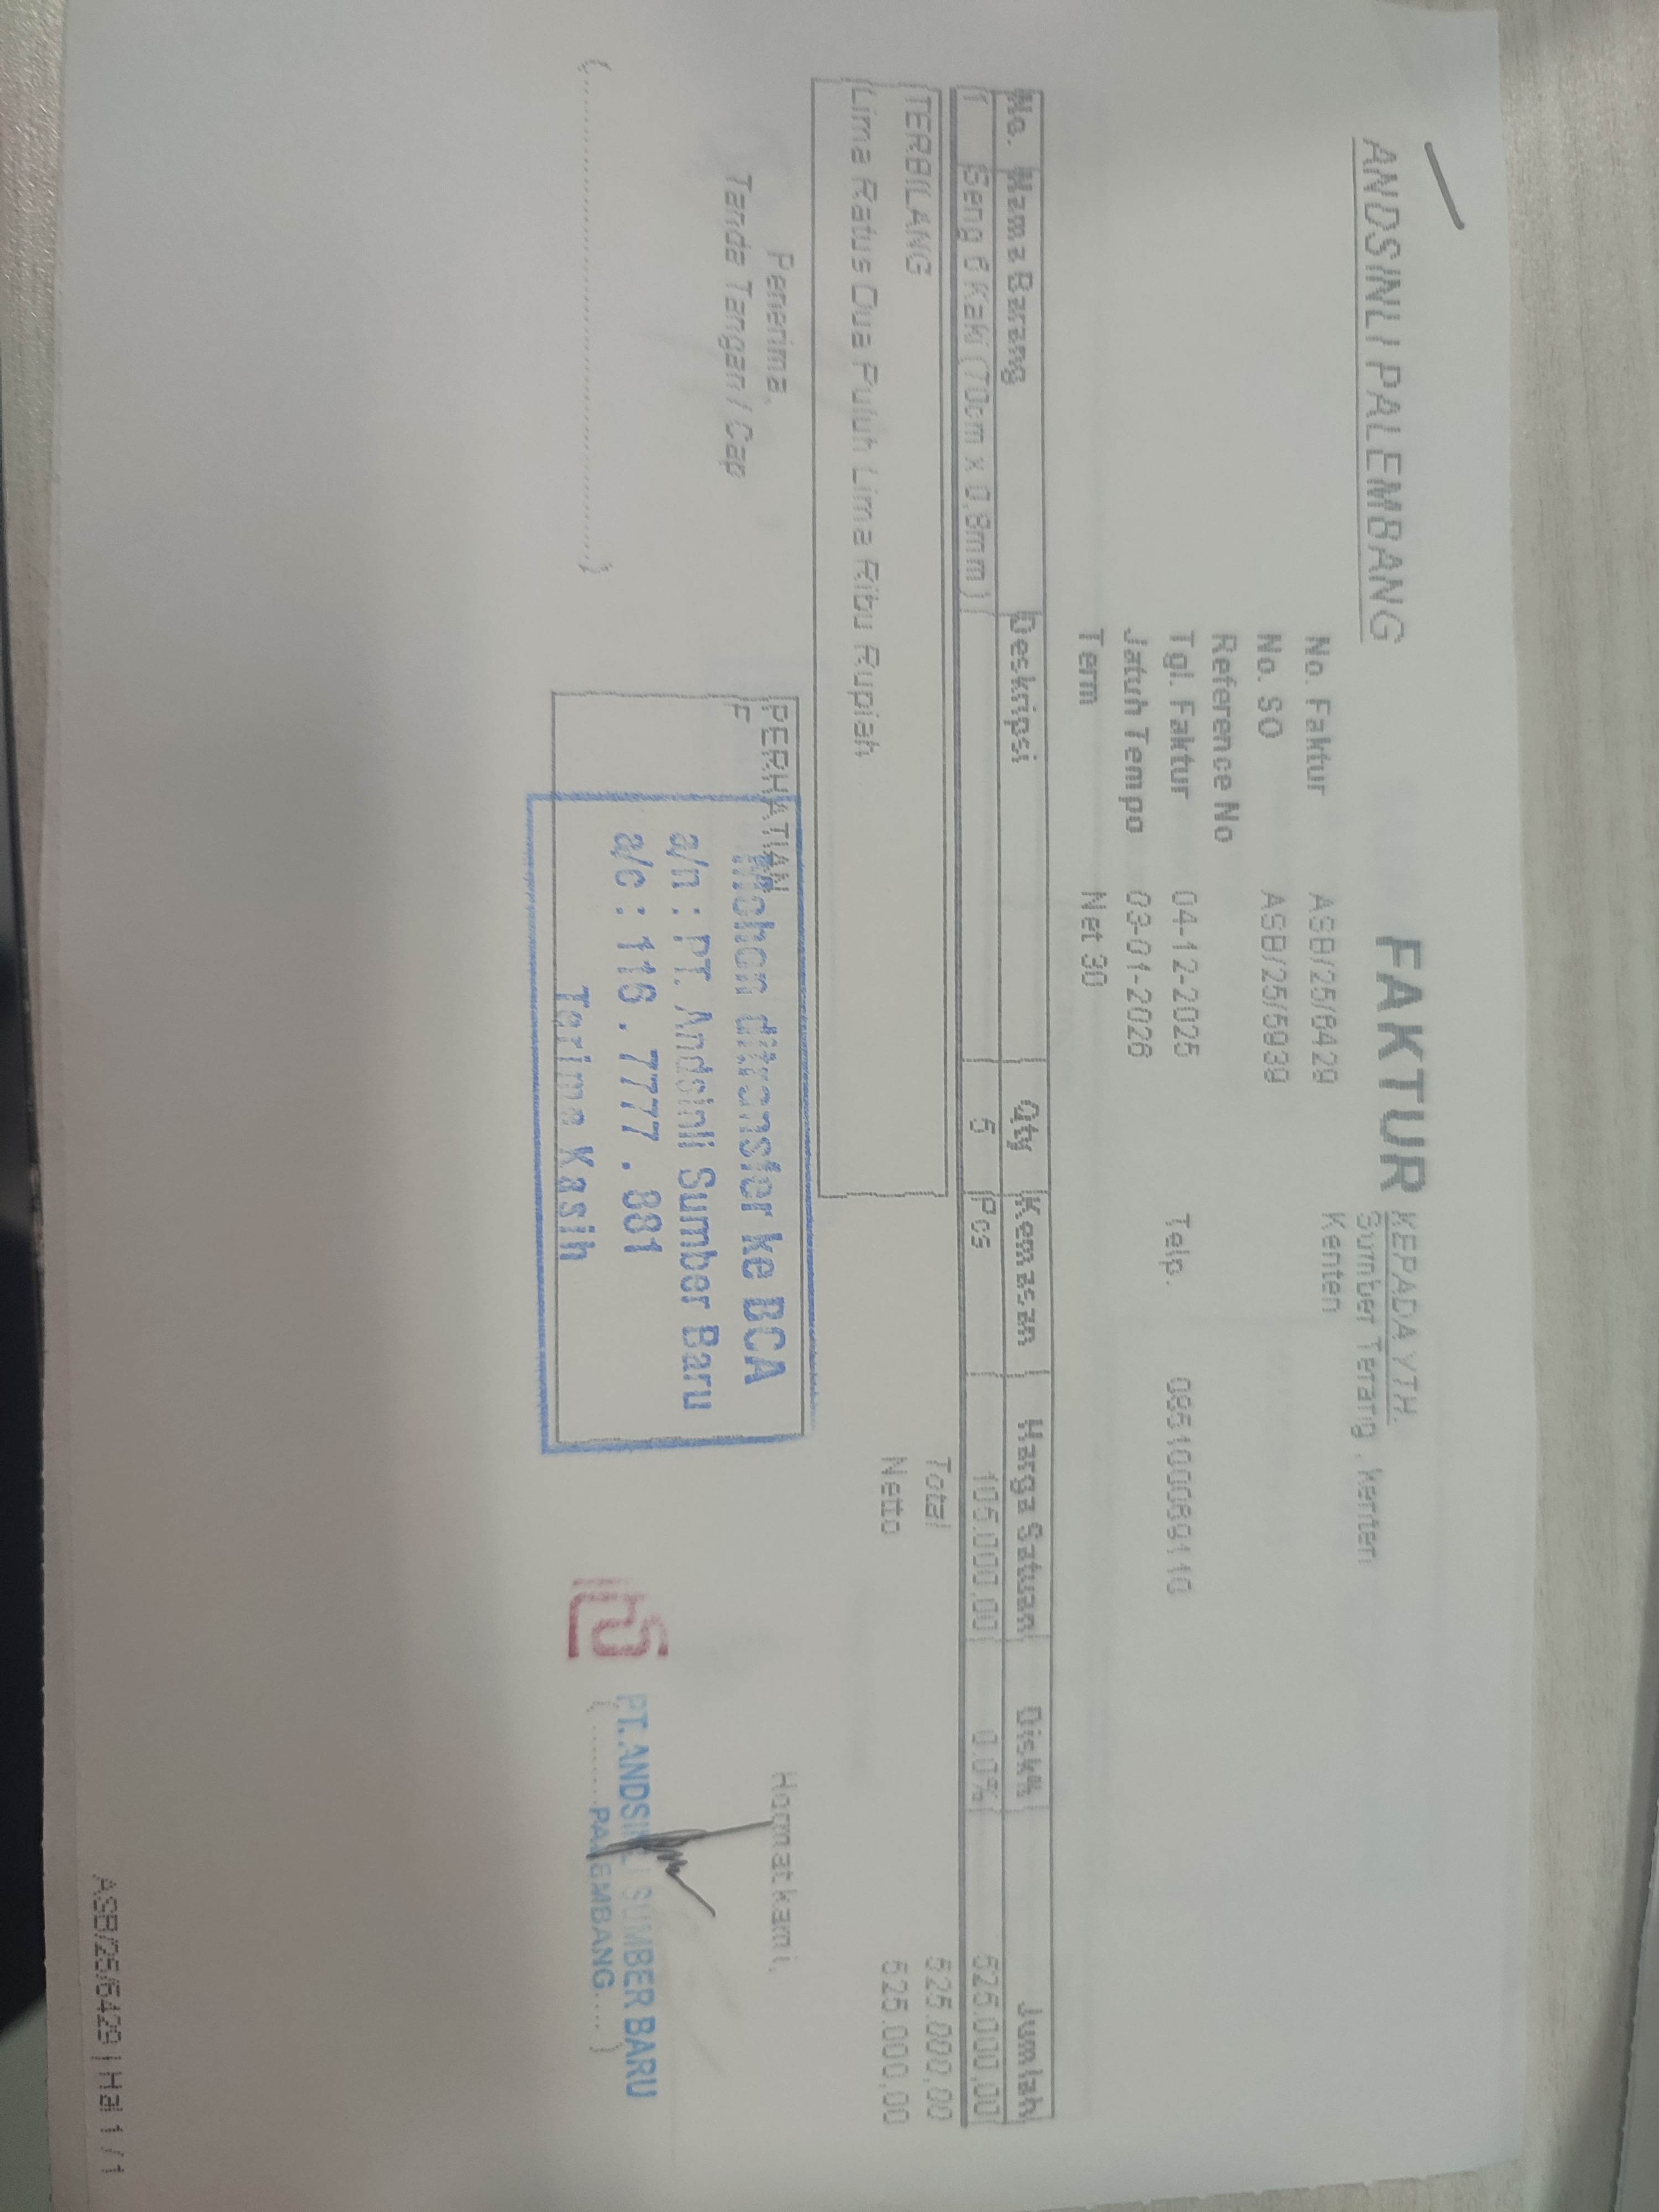 ANDSINLI PALEMBANG
FAKTUR
KEPADA YTH.
Sumber Terang , Kenten
Kenten
No. Faktur ASB/25/6429
No. SO ASB/25/5939
Reference No
Tgl. Faktur 04-12-2025
Jatuh Tempo 03-01-2026
Term Net 30
Telp. 085100089110
No. Nama Barang Deskripsi Qty Kemasan Harga Satuan Disk% Jumlah
1 Seng 6 Kaki (70cm x 0,8mm) 5 Pcs 105.000,00 0.0% 525.000,00
TERBILANG
Lima Ratus Dua Puluh Lima Ribu Rupiah
Total 525.000,00
Netto 525.000,00
Penerima,
Tanda Tangan / Cap
(....................)
PERHATIAN
F
Mohon ditransfer ke BCA
a/n : PT. Andsinli Sumber Baru
a/c : 116 . 7777 . 881
Terima Kasih
Hormat kami,
PT. ANDSINLI SUMBER BARU
PALEMBANG
ASB/25/6429 | Hal 1 / 1